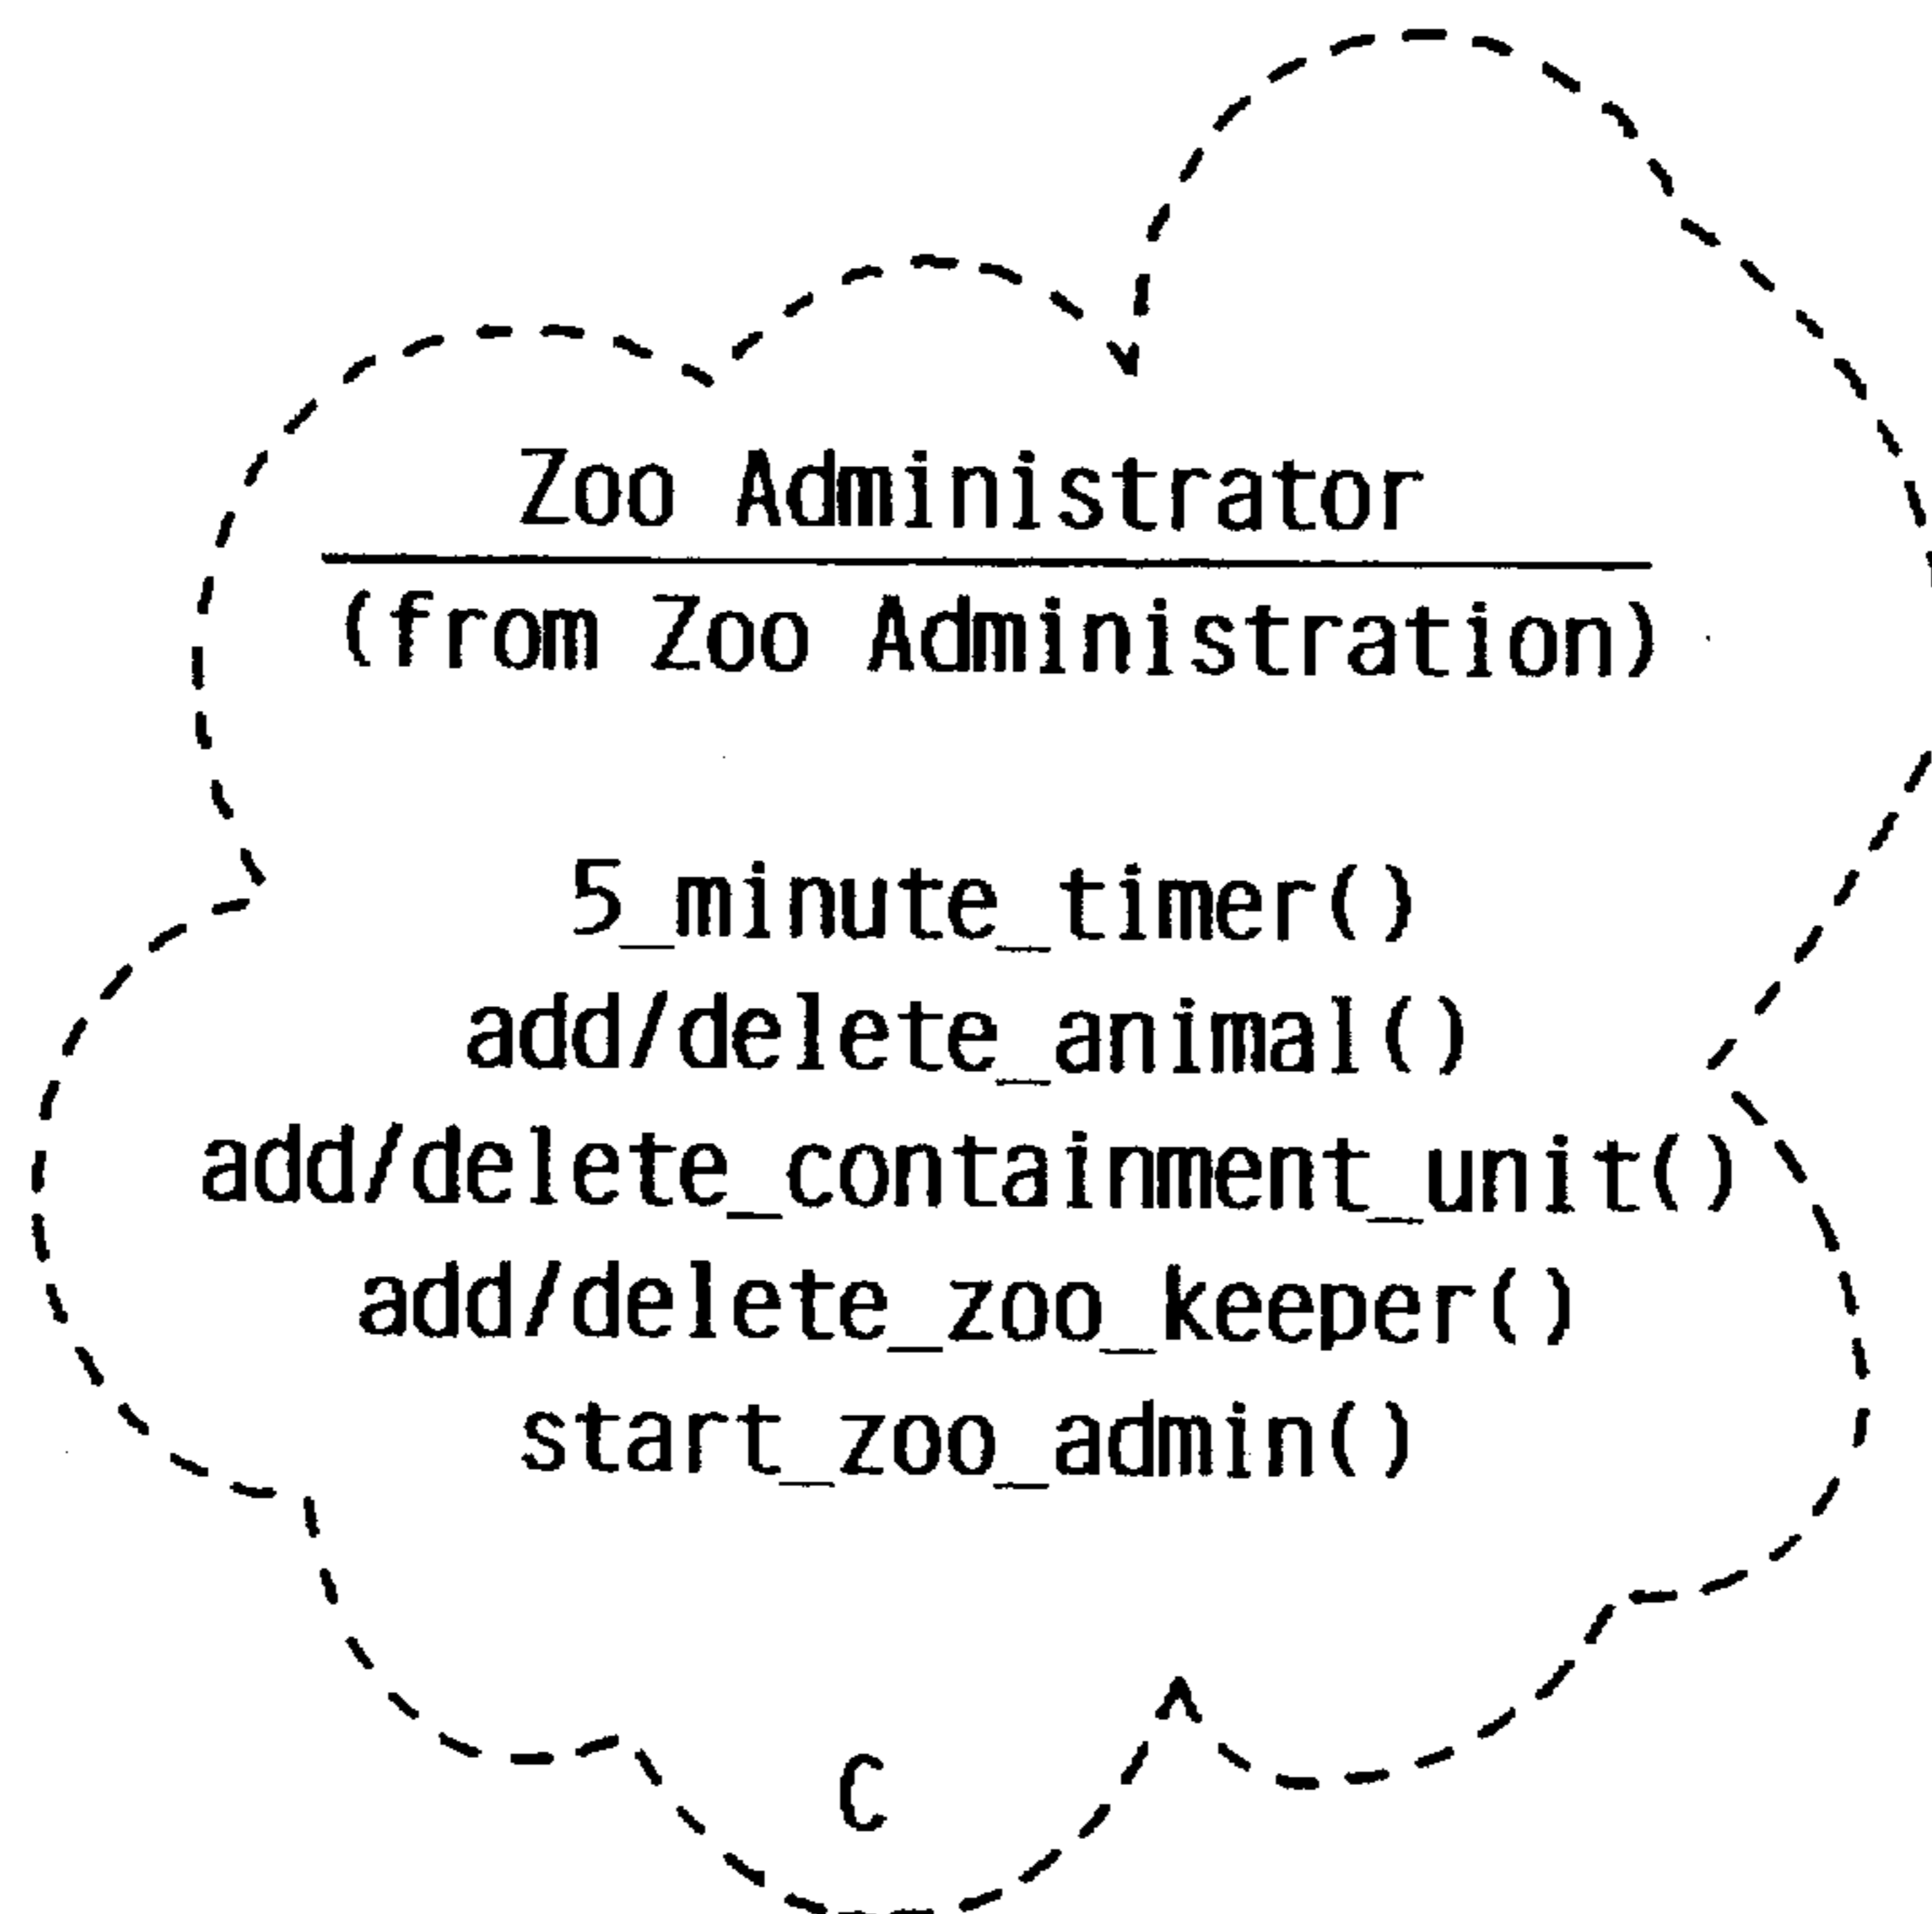 Zoo Administrator
(from Zoo Administration)
5_minute_timer()
add/delete_animal()
add/delete_containment_unit()
add/delete_zoo_keeper()
start_zoo_admin()
C